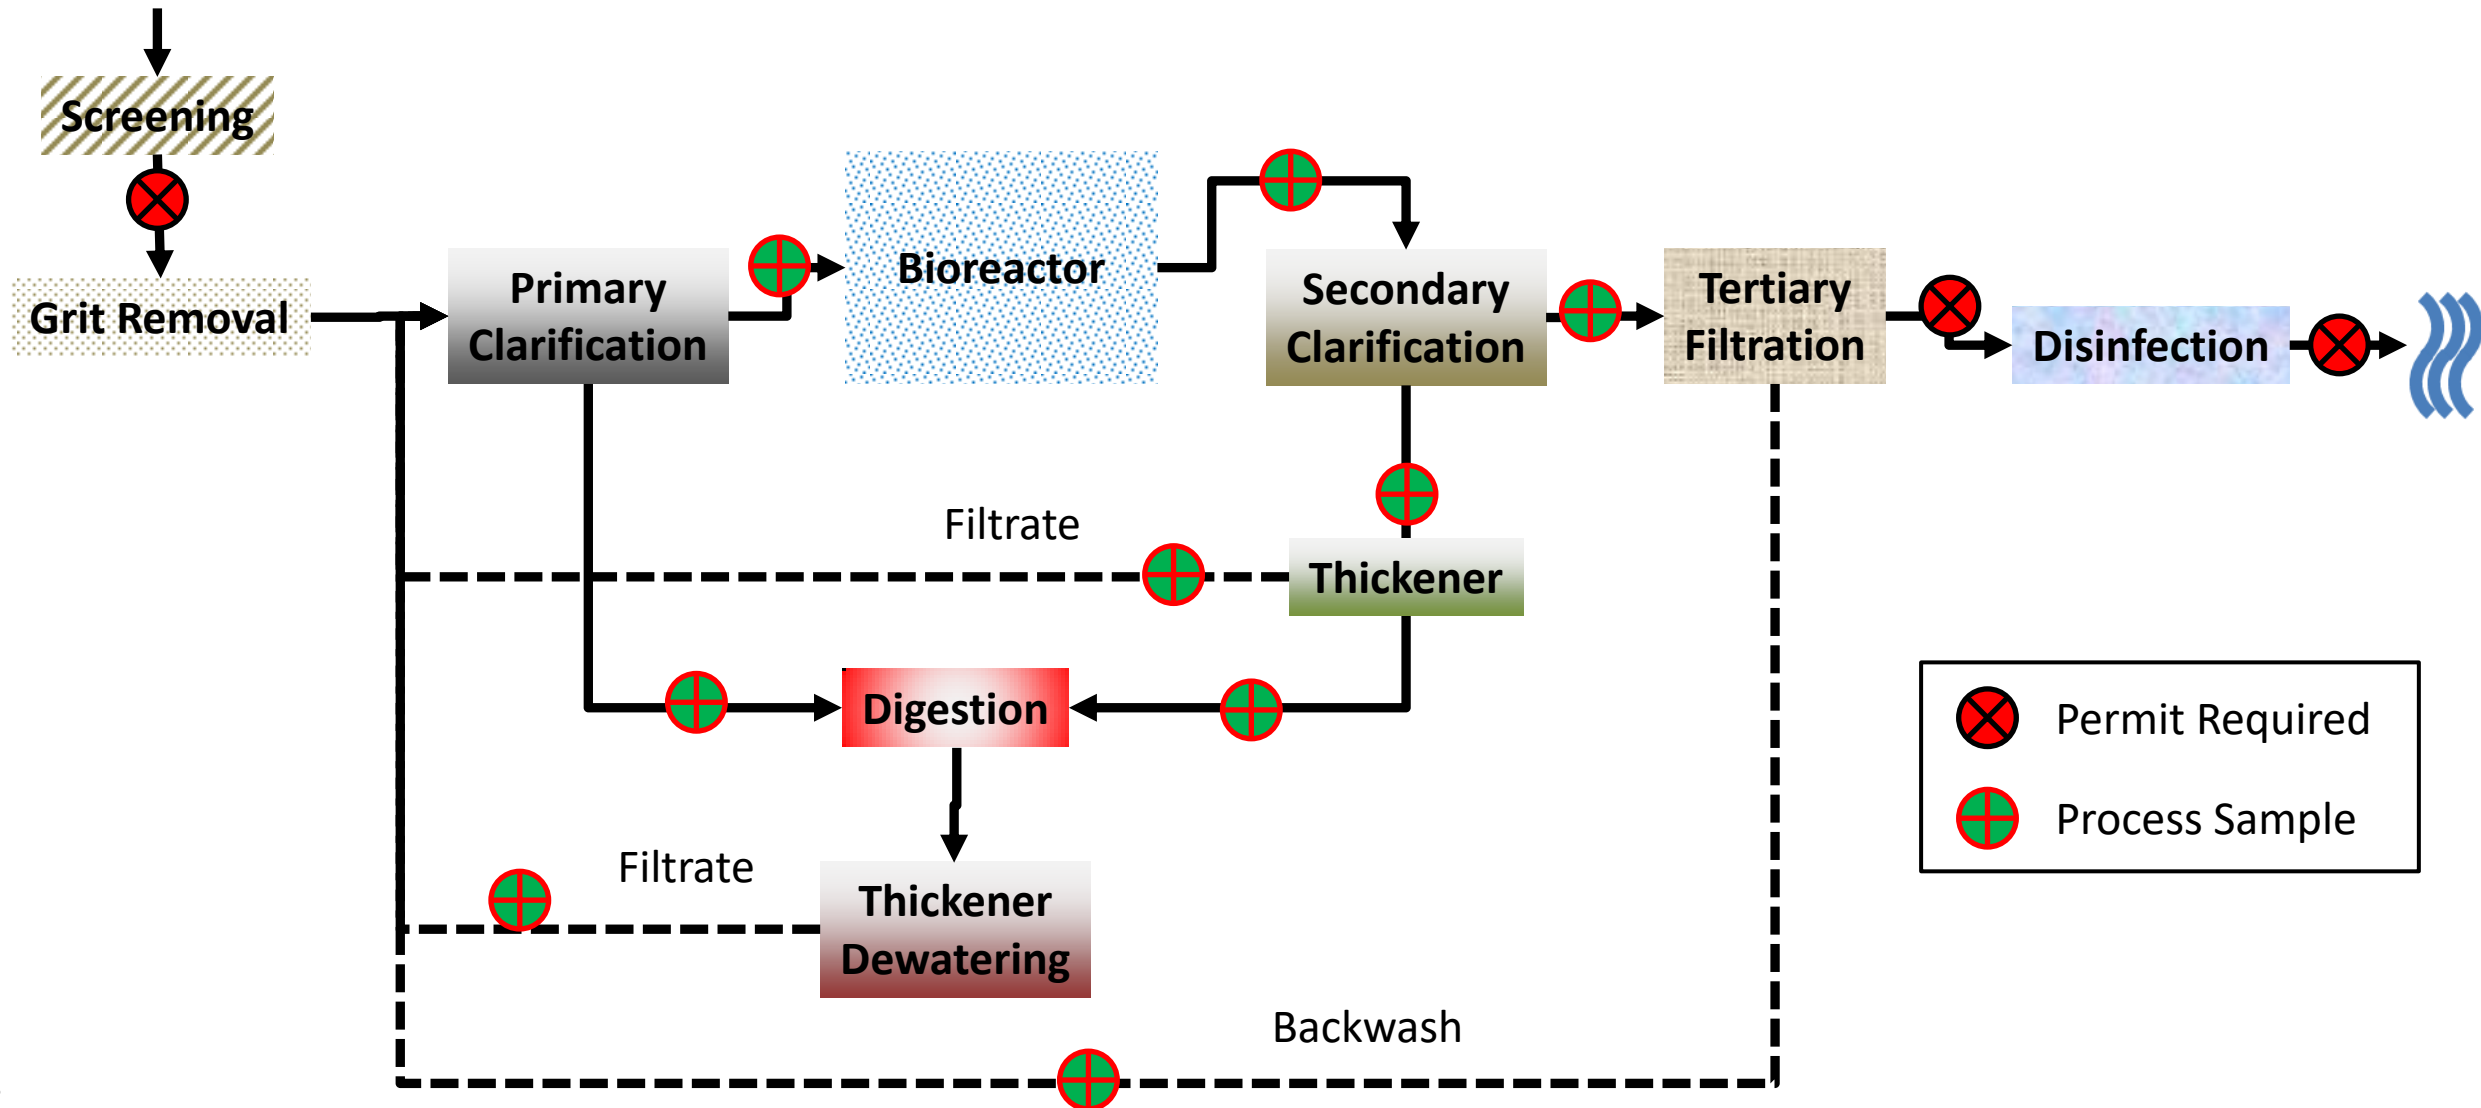 Screening
Grit Removal
Primary
Clarification
Bioreactor
Secondary
Clarification
Tertiary
Filtration
Disinfection
Filtrate
Thickener
Digestion
Filtrate
Thickener
Dewatering
Backwash
Permit Required
Process Sample